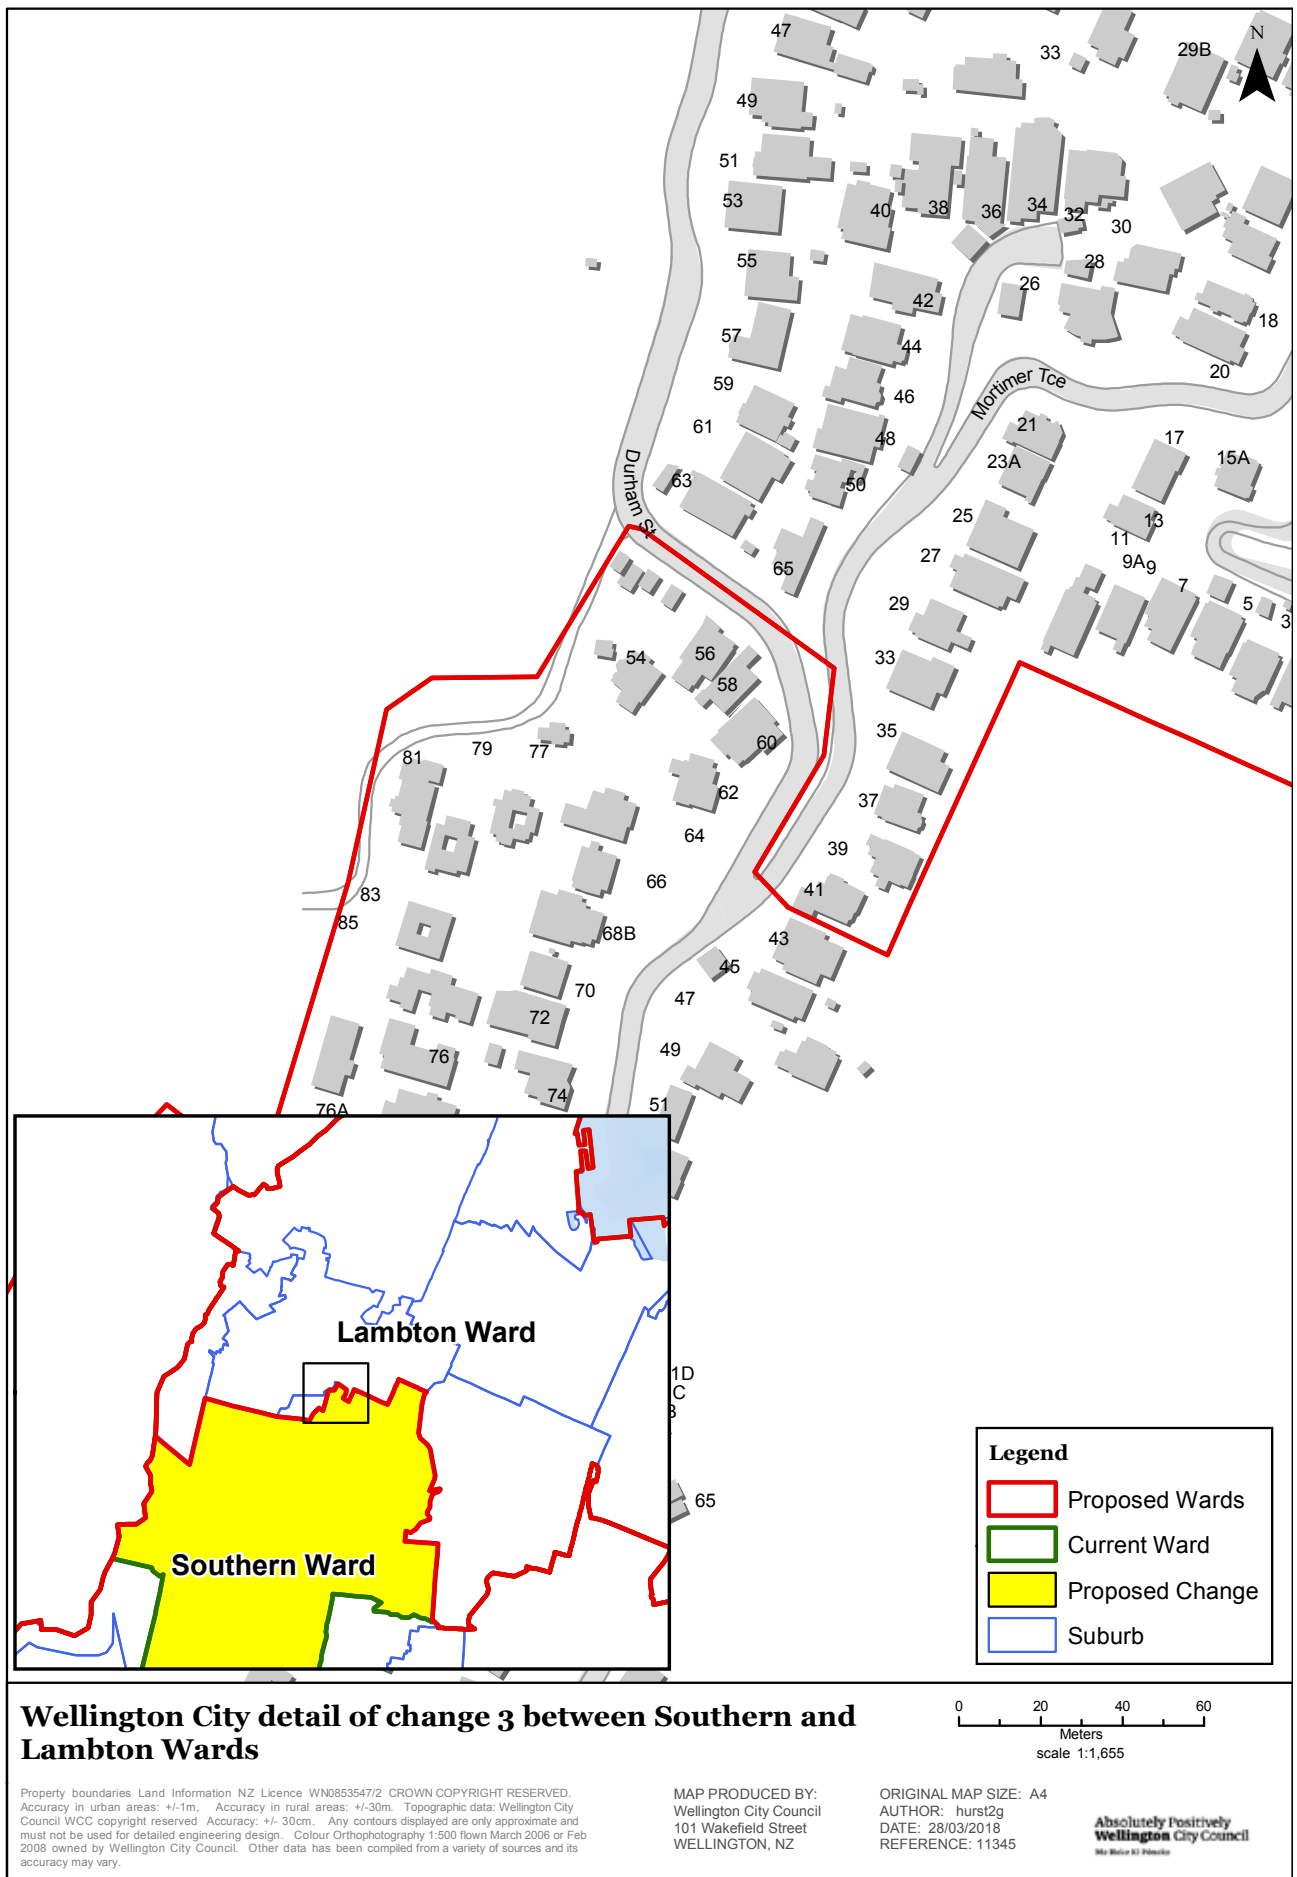 47
33
29B
N
49
51
53
40
38
36
34
32
30
55
28
26
42
18
57
44
20
59
46
Mortimer Tce
61
48
21
17
63
23A
15A
Durham St
50
25
13
11
27
65
9A
9
7
29
5
3
54
56
33
58
60
35
81
79
77
62
37
64
39
66
41
83
85
68B
43
45
70
47
72
76
49
74
76A
51
Lambton Ward
1D
C
Southern Ward
65
Legend
Proposed Wards
Current Ward
Proposed Change
Suburb
Wellington City detail of change 3 between Southern and
Lambton Wards
0 20 40 60
Meters
scale 1:1,655
Property boundaries Land Information NZ Licence WN0853547/2 CROWN COPYRIGHT RESERVED.
Accuracy in urban areas: +/-1m, Accuracy in rural areas: +/-30m. Topographic data: Wellington City
Council WCC copyright reserved Accuracy: +/- 30cm. Any contours displayed are only approximate and
must not be used for detailed engineering design. Colour Orthophotography 1:500 flown March 2006 or Feb
2008 owned by Wellington City Council. Other data has been compiled from a variety of sources and its
accuracy may vary.
MAP PRODUCED BY:
Wellington City Council
101 Wakefield Street
WELLINGTON, NZ
ORIGINAL MAP SIZE: A4
AUTHOR: hurst2g
DATE: 28/03/2018
REFERENCE: 11345
Absolutely Positively
Wellington City Council